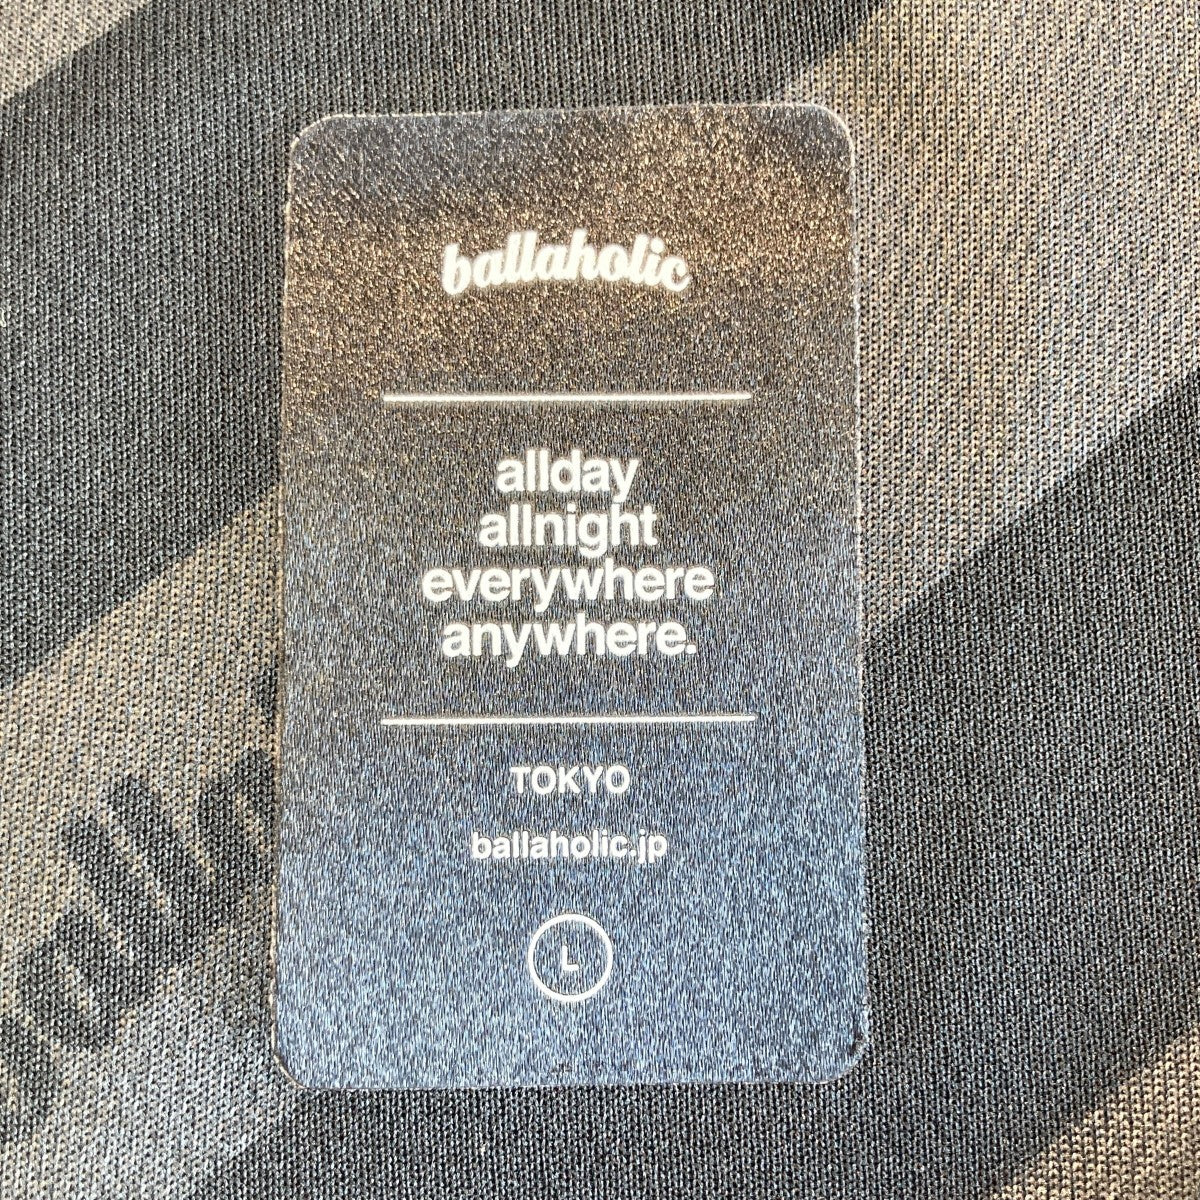 ballaholic
allday
allnight
everywhere
anywhere.
TOKYO
ballaholic.jp
L